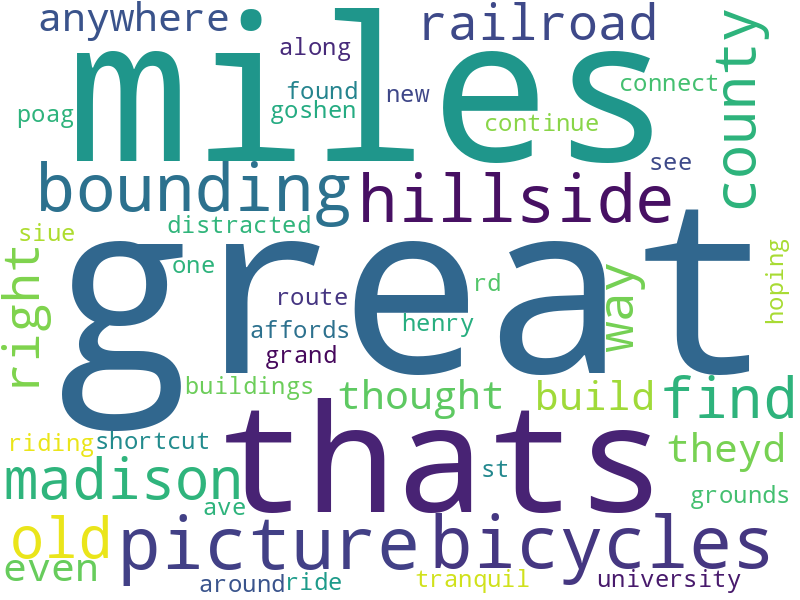 anywhere
miles
railroad
county
along
found
new
connect
poag
goshen
continue
see
bounding
hillside
siue
distracted
great
right
one
way
hoping
route
rd
affords
henry
grand
buildings
thought
build
find
thats
riding
shortcut
theyd
madison
st
ave
grounds
old
picture
bicycles
even
around
ride
tranquil
university